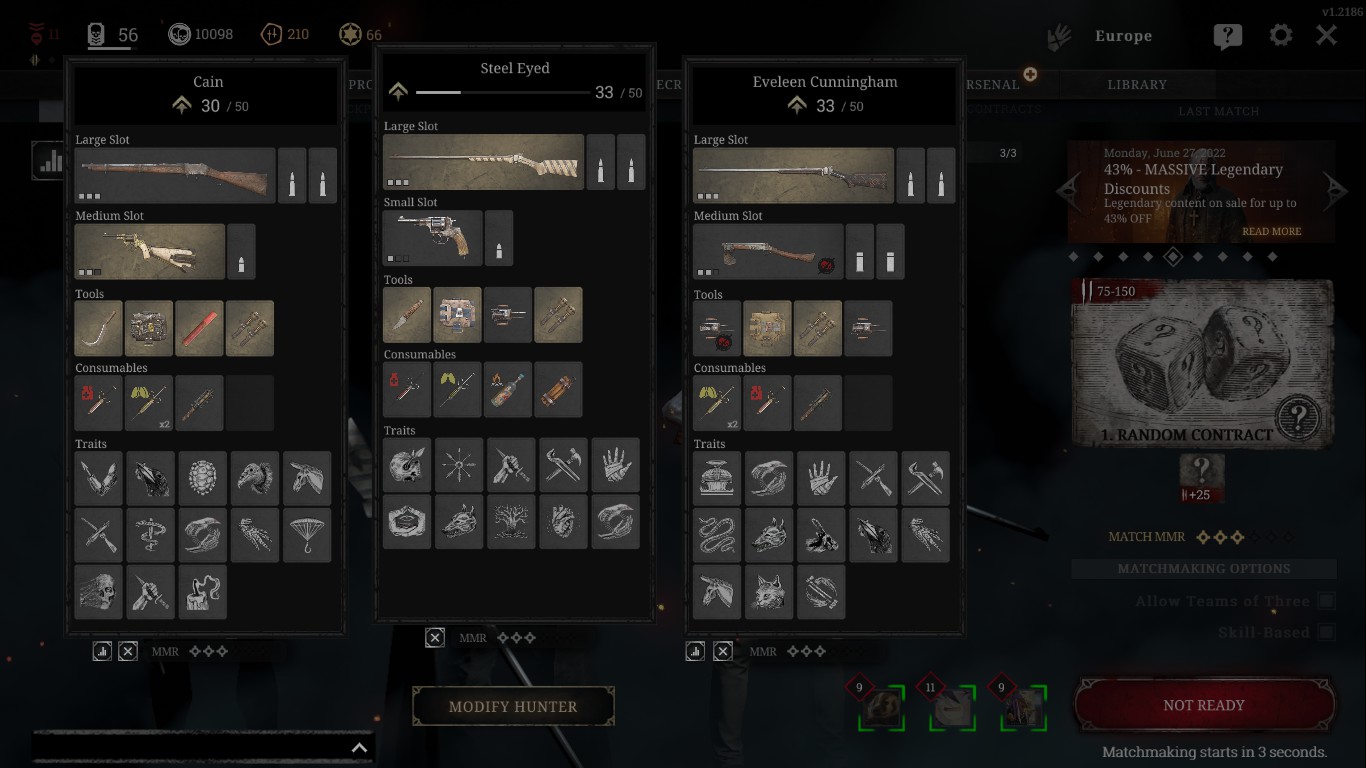 v1.2186
11
56
10098
210
66
Europe
PRO
ECR
RSENAL
LIBRARY
CONTRACTS
LAST MATCH
Cain
30 / 50
Large Slot
Medium Slot
Tools
Consumables
x2
Traits
MMR
Steel Eyed
33 / 50
Large Slot
Small Slot
Tools
Consumables
Traits
MMR
MODIFY HUNTER
Eveleen Cunningham
33 / 50
Large Slot
Medium Slot
Tools
Consumables
x2
Traits
MMR
3/3
Monday, June 27, 2022
43% - MASSIVE Legendary
Discounts
Legendary content on sale for up to
43% OFF
READ MORE
75-150
1. RANDOM CONTRACT
+25
MATCH MMR
MATCHMAKING OPTIONS
Allow Teams of Three
Skill-Based
9
11
9
NOT READY
Matchmaking starts in 3 seconds.